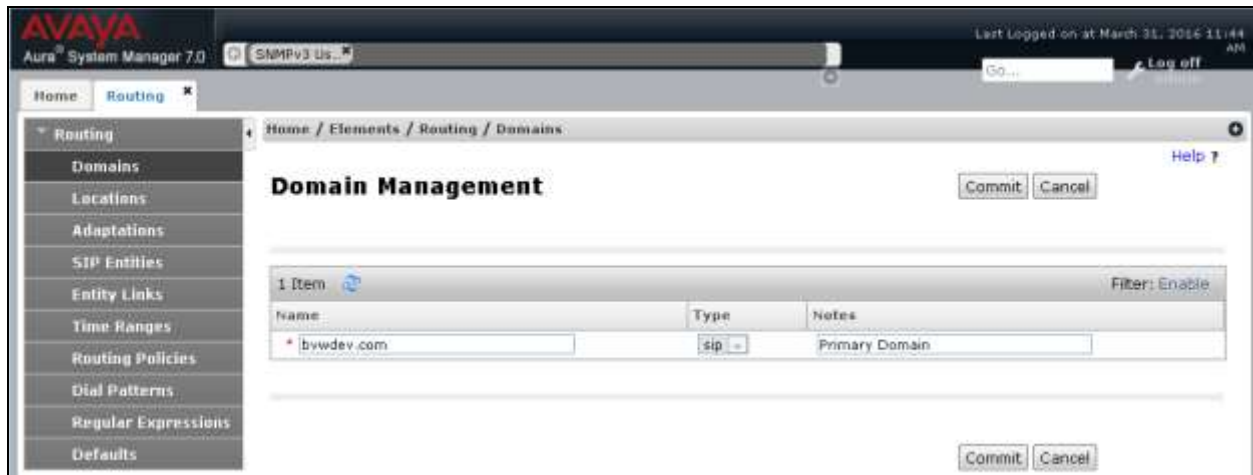 AVAYA
Last Logged on at March 31, 2016 11:44 AM
Aura® System Manager 7.0
SNMPv3 Us...
Go...
Log off
Home
Routing
Routing
Domains
Locations
Adaptations
SIP Entities
Entity Links
Time Ranges
Routing Policies
Dial Patterns
Regular Expressions
Defaults
Home / Elements / Routing / Domains
Help ?
Domain Management
Commit Cancel
1 Item
Filter: Enable
Name Type Notes
* bvwdev.com sip Primary Domain
Commit Cancel